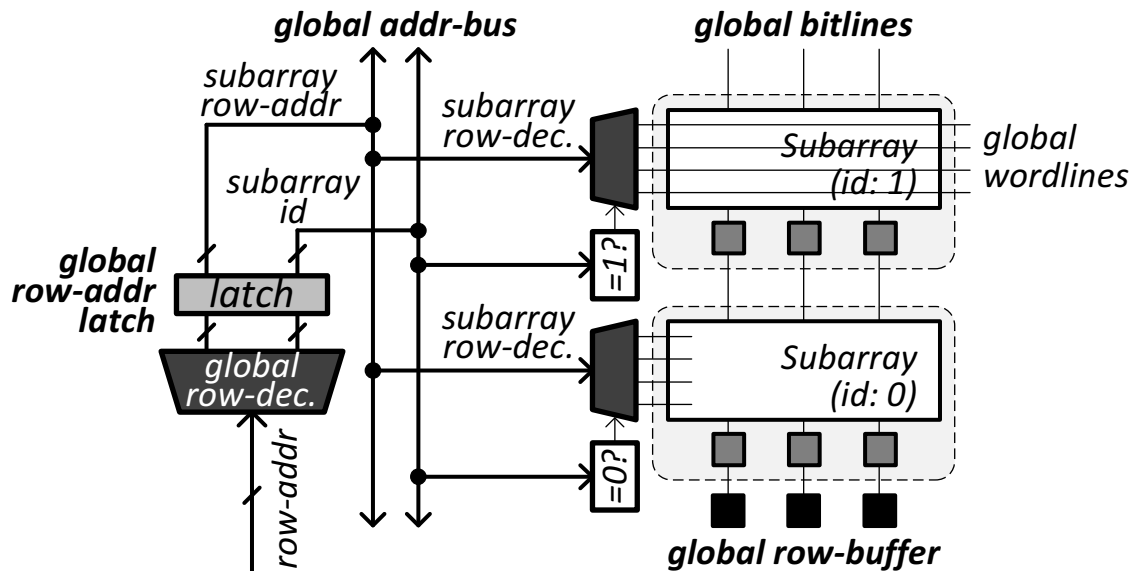 global addr-bus
global bitlines
subarray
row-addr
subarray
row-dec.
Subarray
(id: 1)
global
wordlines
subarray
id
=1?
global
row-addr
latch
latch
subarray
row-dec.
global
row-dec.
Subarray
(id: 0)
=0?
row-addr
global row-buffer